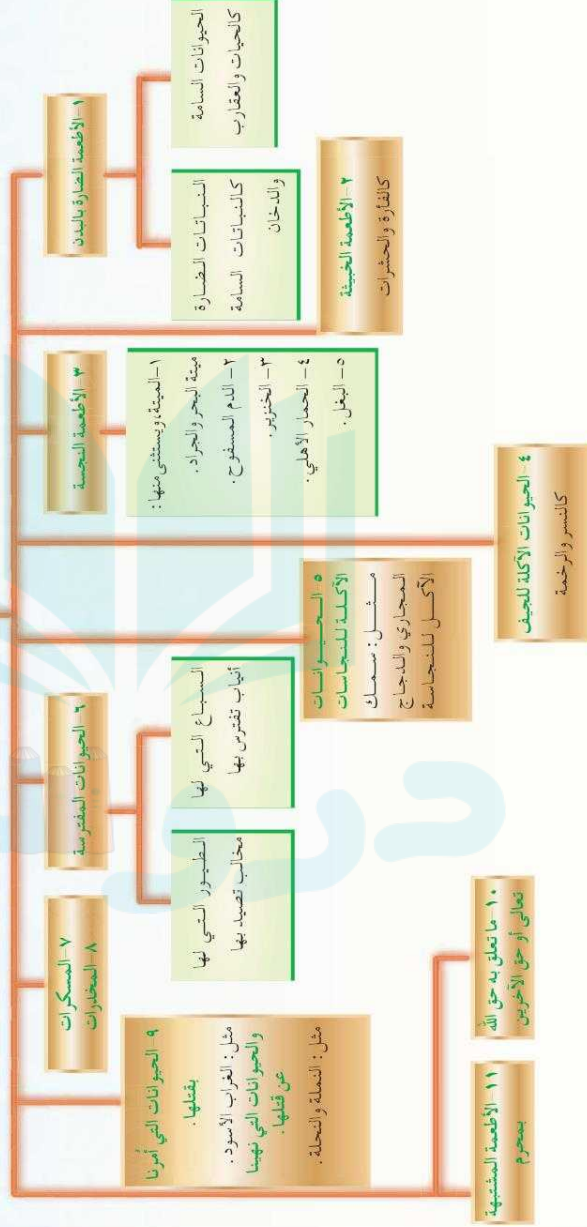 ١- الأطعمة الضارة بالبدن
الحيوانات السامة
كالحيات والعقارب
النباتات الضارة
كالنباتات السامة
والدخان
٢- الأطعمة الخبيثة
كالفأرة والحشرات
٣- الأطعمة النجسة
١-الميتة،ويستثنى منها:
ميتة البحر والجراد.
٢- الدم المسفوح.
٣- الخنزير.
٤- الحمار الأهلي.
٥- البغل.
٤- الحيوانات الآكلة للجيف
كالنسر والرخمة
٥- الحيوانات
الآكلة للنجاسات
مثل: سمك
المجاري والدجاج
الآكل للنجاسة
٦- الحيوانات المفترسة
السباع التي لها
أنياب تفترس بها
الطيور التي لها
مخالب تصيد بها
٧- المسكرات
٨- المخدرات
٩- الحيوانات التي أمرنا
بقتلها.
مثل: الغراب الأسود.
والحيوانات التي نهينا
عن قتلها.
مثل: النملة والنحلة.
١٠- ما تعلق به حق الله
تعالى أو حق الآخرين
١١- الأطعمة المشتبهة
بمحرم